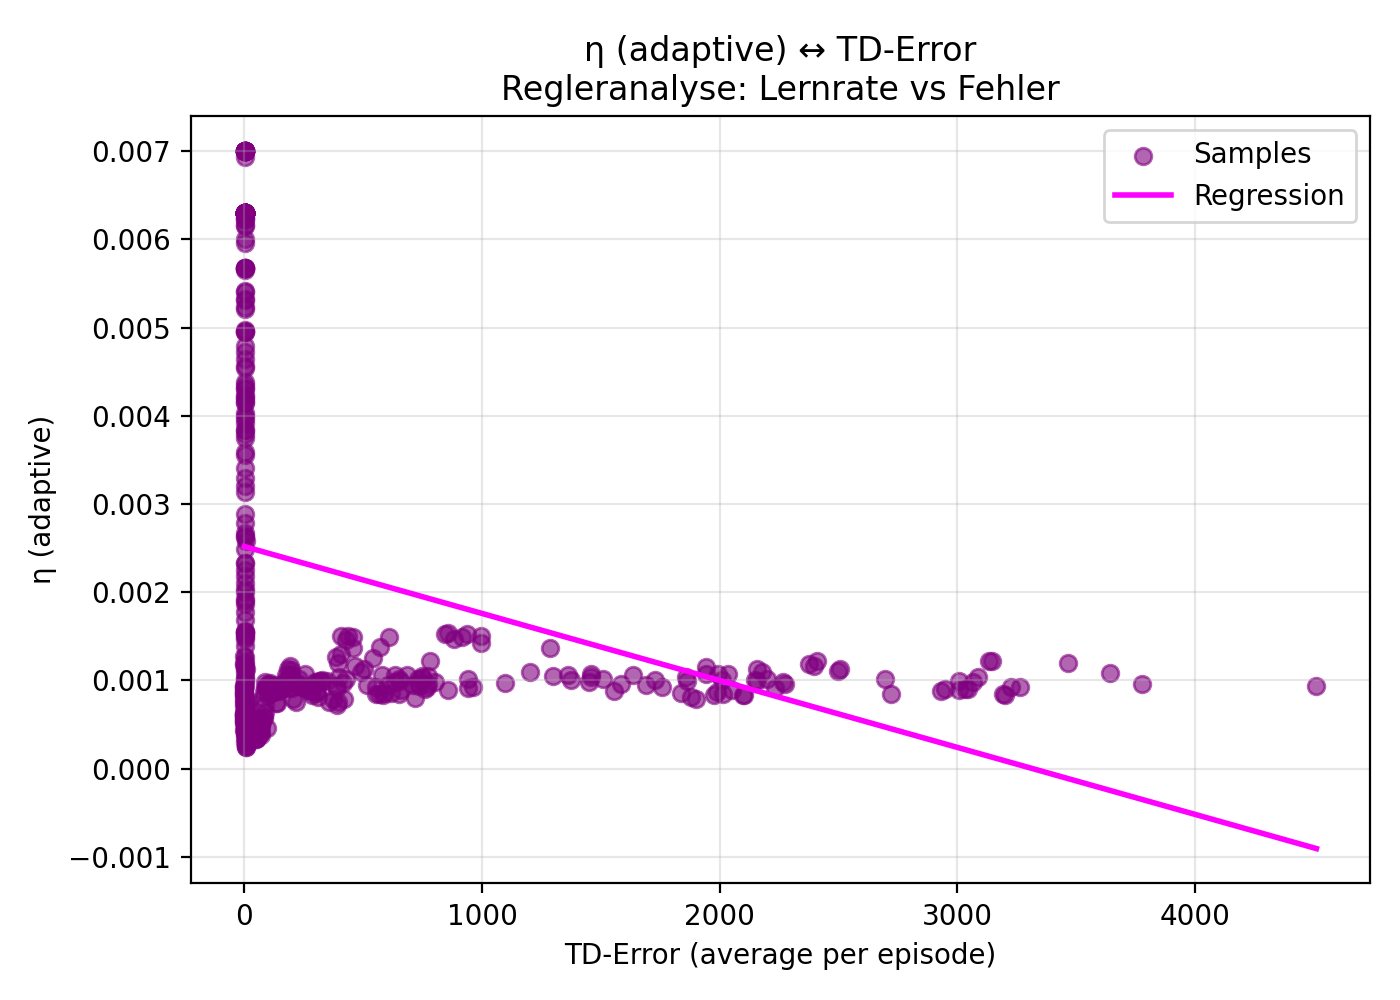 η (adaptive) ↔ TD-Error
Regleranalyse: Lernrate vs Fehler
Samples
Regression
η (adaptive)
0.007
0.006
0.005
0.004
0.003
0.002
0.001
0.000
−0.001
0 1000 2000 3000 4000
TD-Error (average per episode)